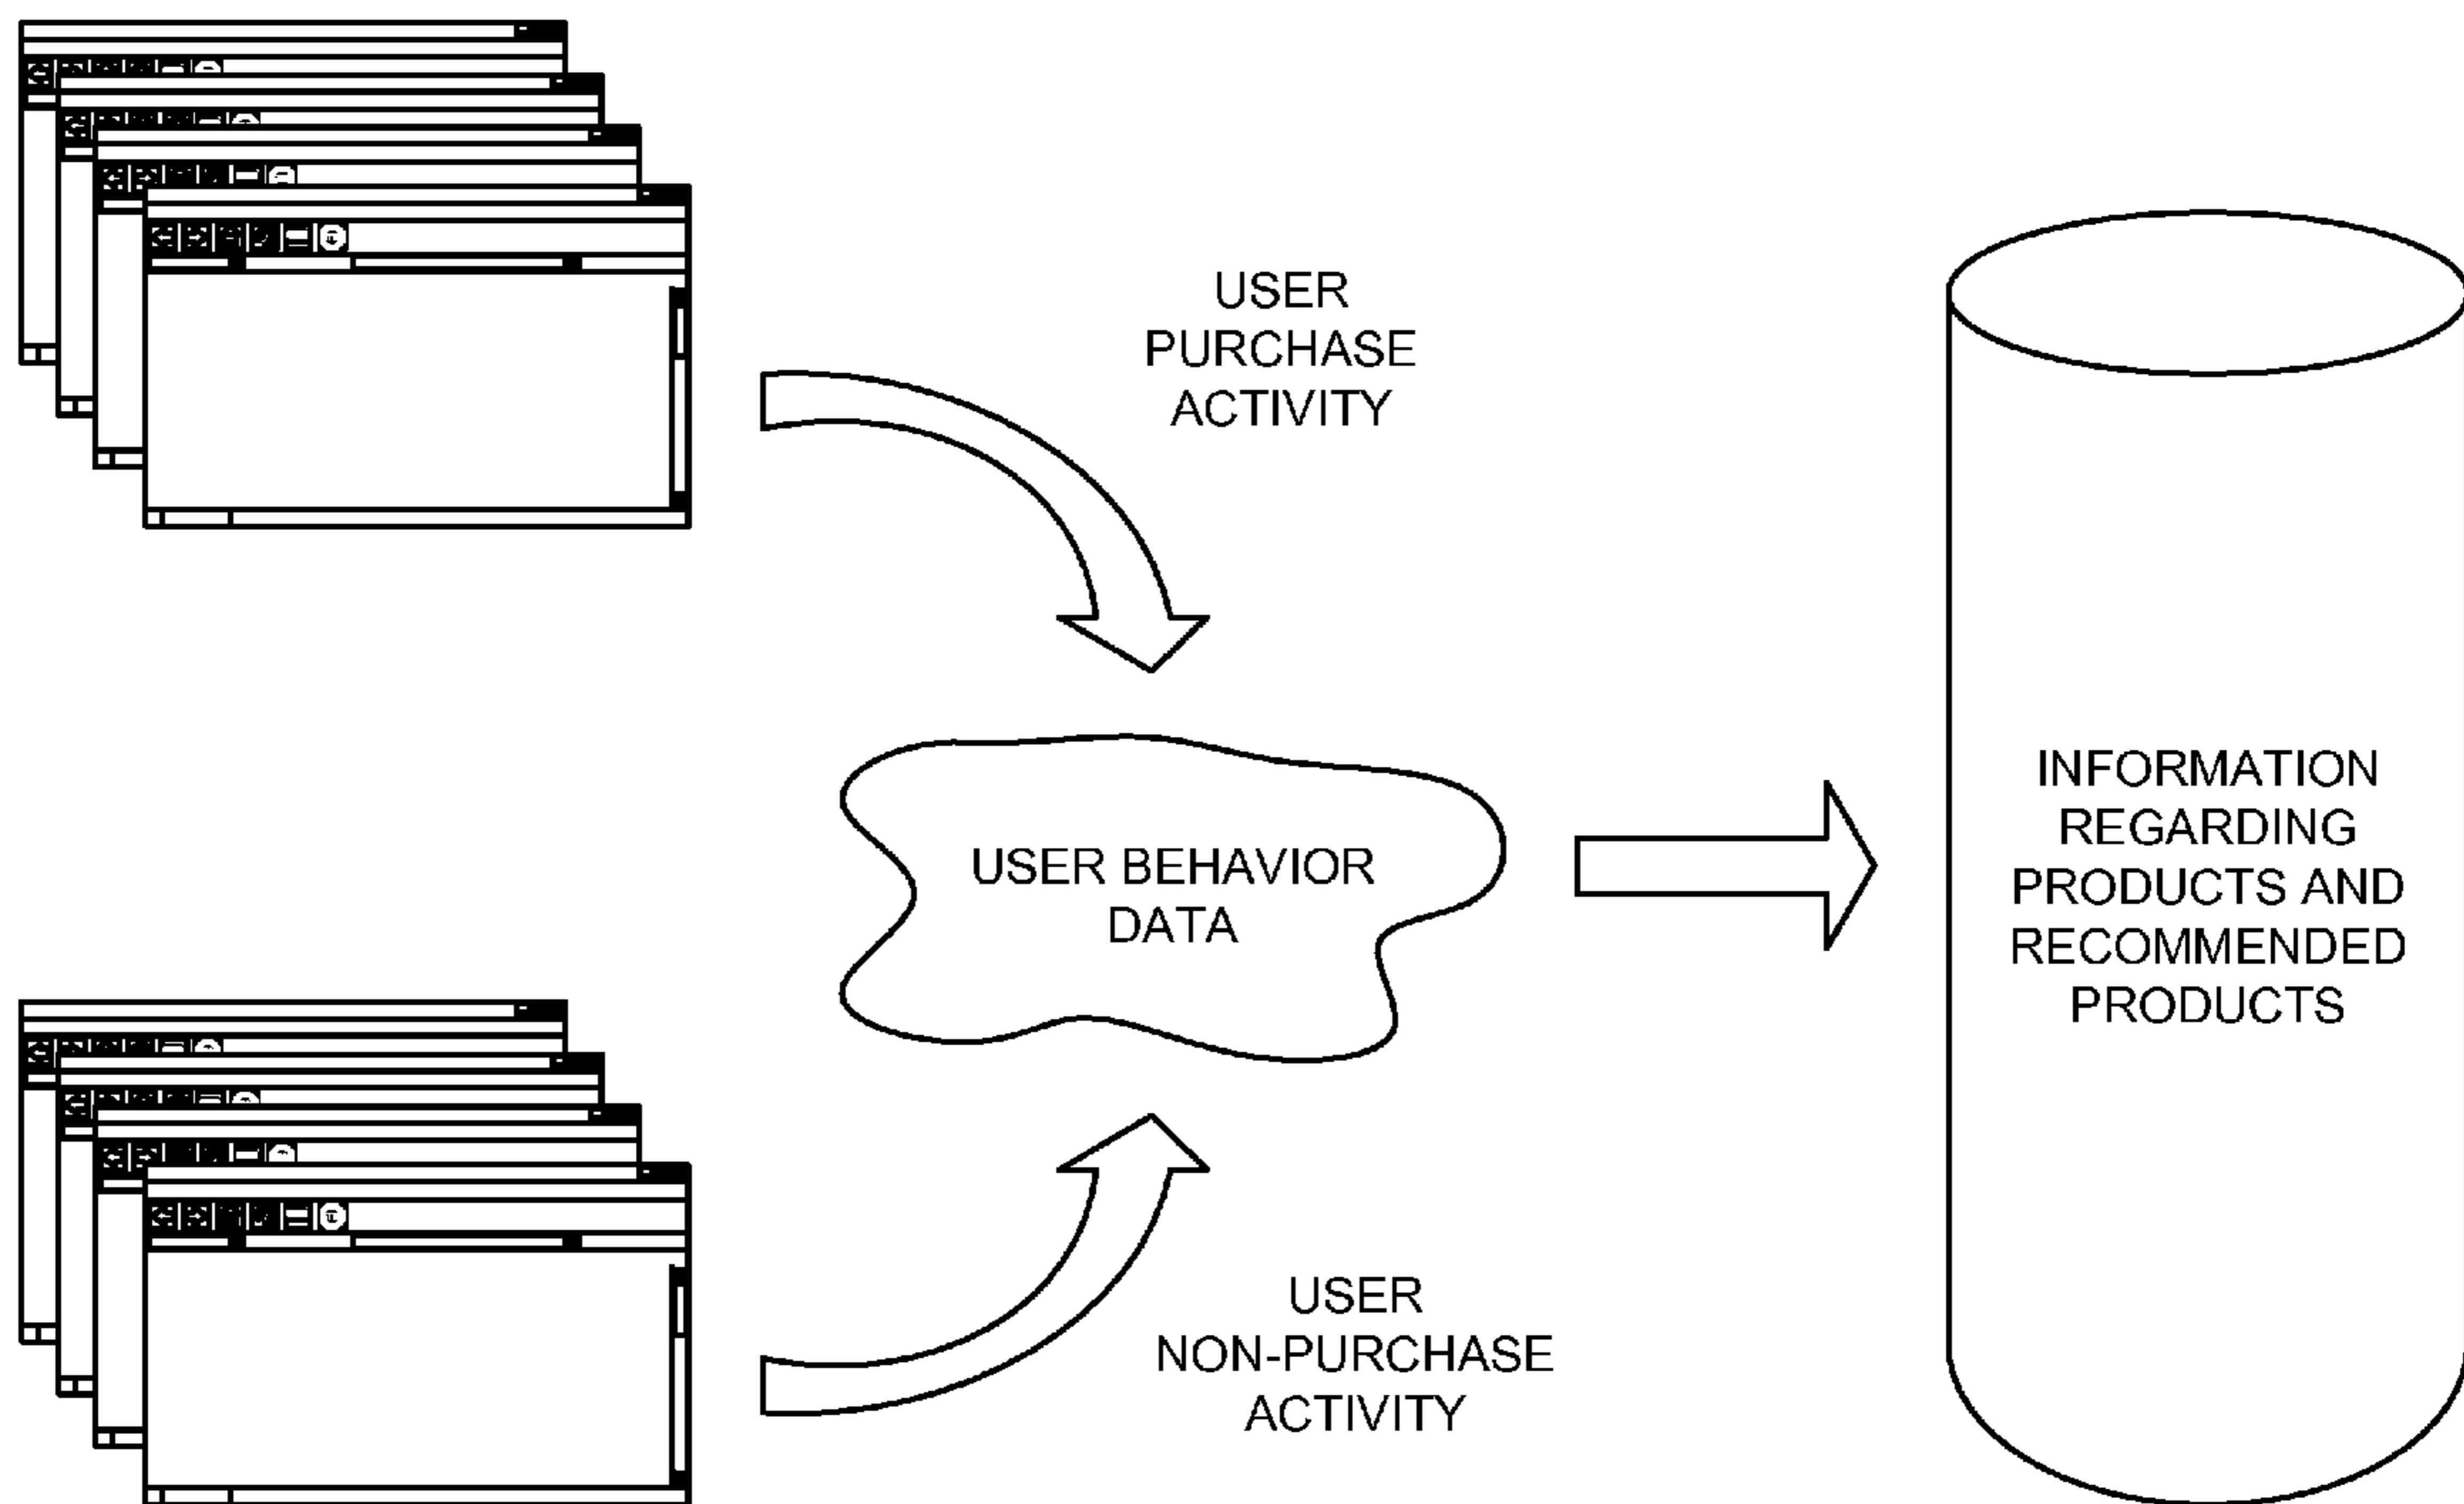 USER
PURCHASE
ACTIVITY
USER BEHAVIOR
DATA
INFORMATION
REGARDING
PRODUCTS AND
RECOMMENDED
PRODUCTS
USER
NON-PURCHASE
ACTIVITY